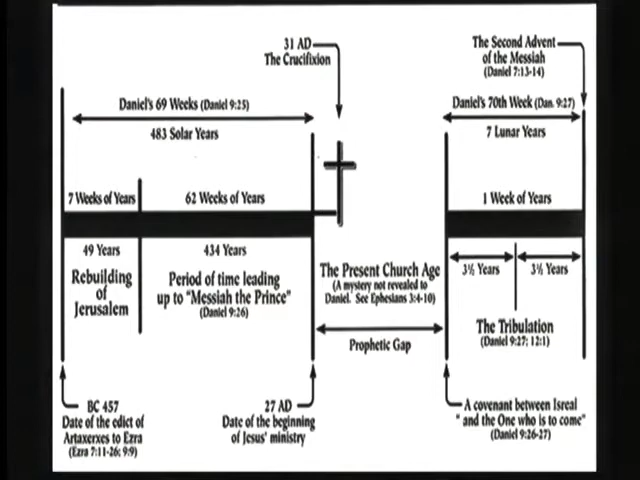 31 AD
The Crucifixion
The Second Advent
of the Messiah
(Daniel 7:13-14)
Daniel's 69 Weeks (Daniel 9:25)
483 Solar Years
Daniel's 70th Week (Dan. 9:27)
7 Lunar Years
7 Weeks of Years
62 Weeks of Years
1 Week of Years
49 Years
434 Years
Rebuilding
of
Jerusalem
Period of time leading
up to "Messiah the Prince"
(Daniel 9:26)
The Present Church Age
(A mystery not revealed to
Daniel. See Ephesians 3:4-10)
Prophetic Gap
3½ Years
3½ Years
The Tribulation
(Daniel 9:27; 12:1)
BC 457
Date of the edict of
Artaxerxes to Ezra
(Ezra 7:11-26; 9:9)
27 AD
Date of the beginning
of Jesus' ministry
A covenant between Isreal
" and the One who is to come"
(Daniel 9:26-27)